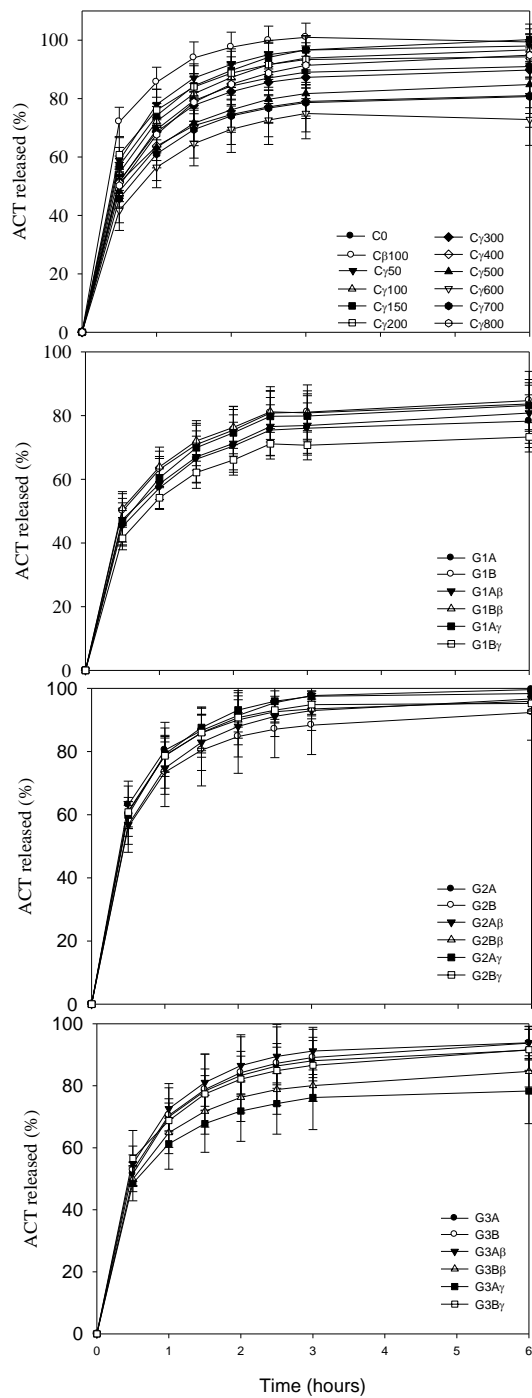 100
80
60
40
20
0
ACT released (%)
C0
Cβ100
Cγ50
Cγ100
Cγ150
Cγ200
Cγ300
Cγ400
Cγ500
Cγ600
Cγ700
Cγ800
100
80
60
40
20
0
ACT released (%)
G1A
G1B
G1Aβ
G1Bβ
G1Aγ
G1Bγ
100
80
60
40
20
0
ACT released (%)
G2A
G2B
G2Aβ
G2Bβ
G2Aγ
G2Bγ
100
80
60
40
20
0
ACT released (%)
G3A
G3B
G3Aβ
G3Bβ
G3Aγ
G3Bγ
0 1 2 3 4 5 6
Time (hours)